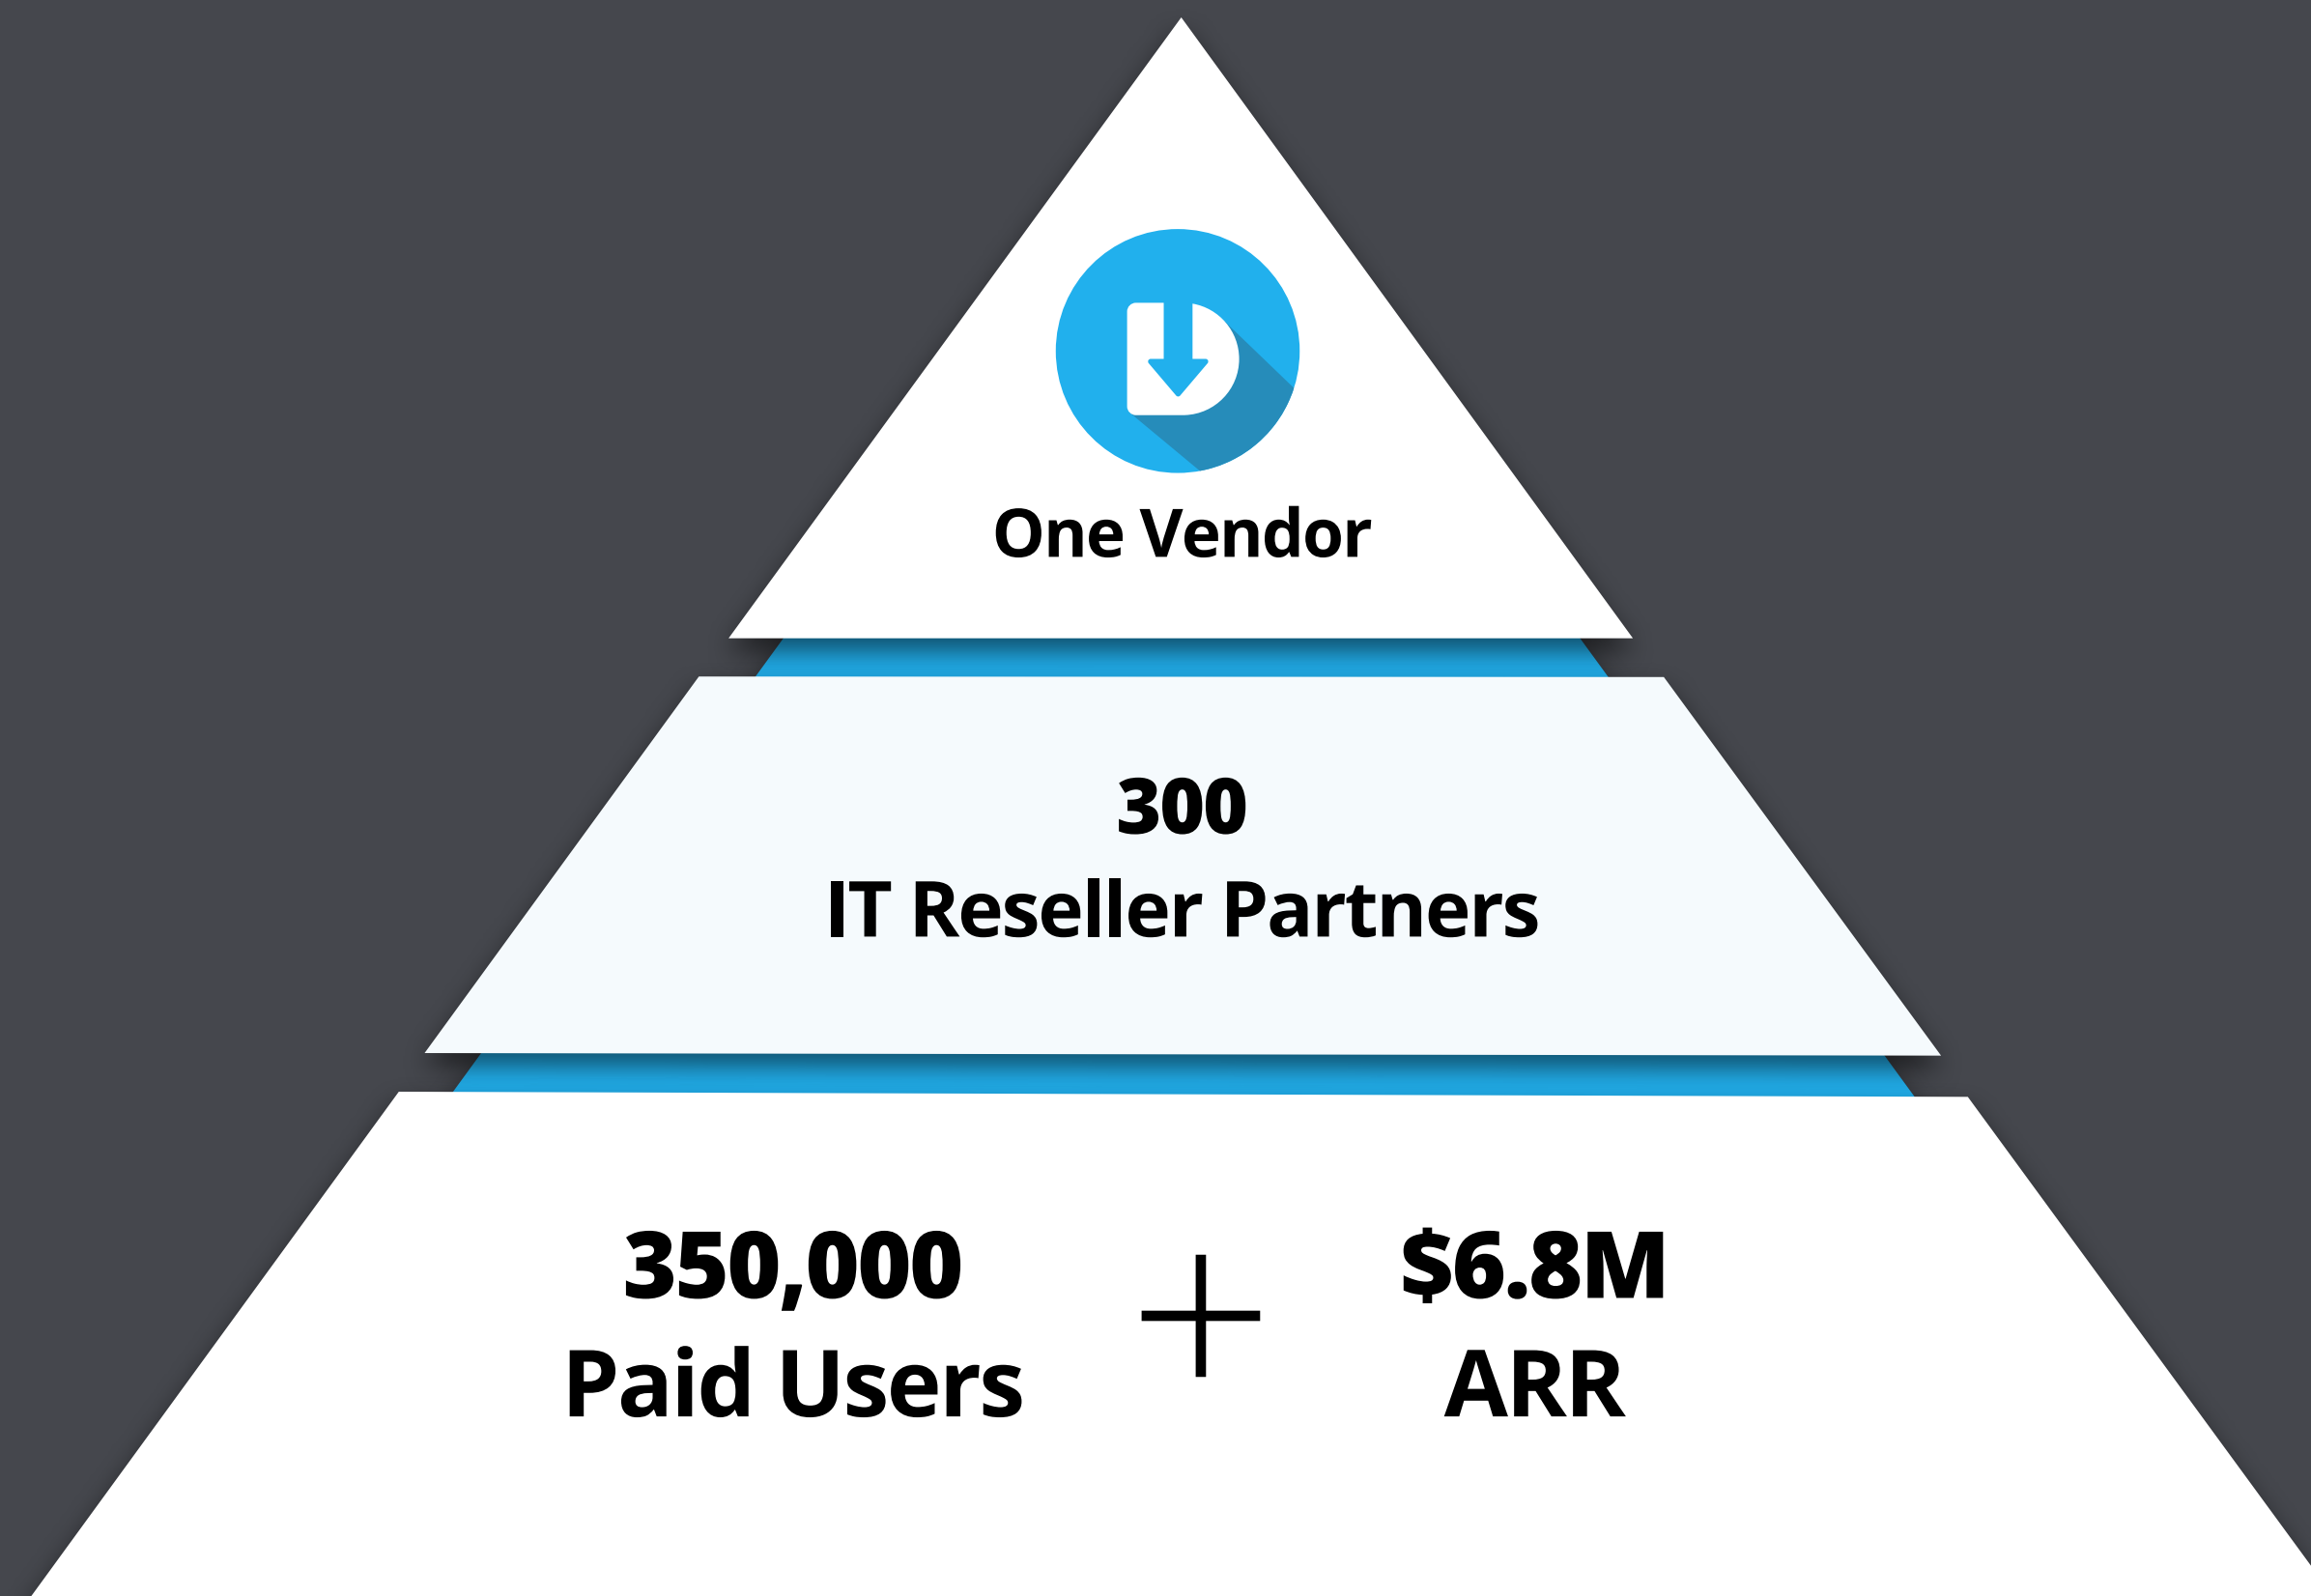 One Vendor
300
IT Reseller Partners
350,000
Paid Users
+
$6.8M
ARR